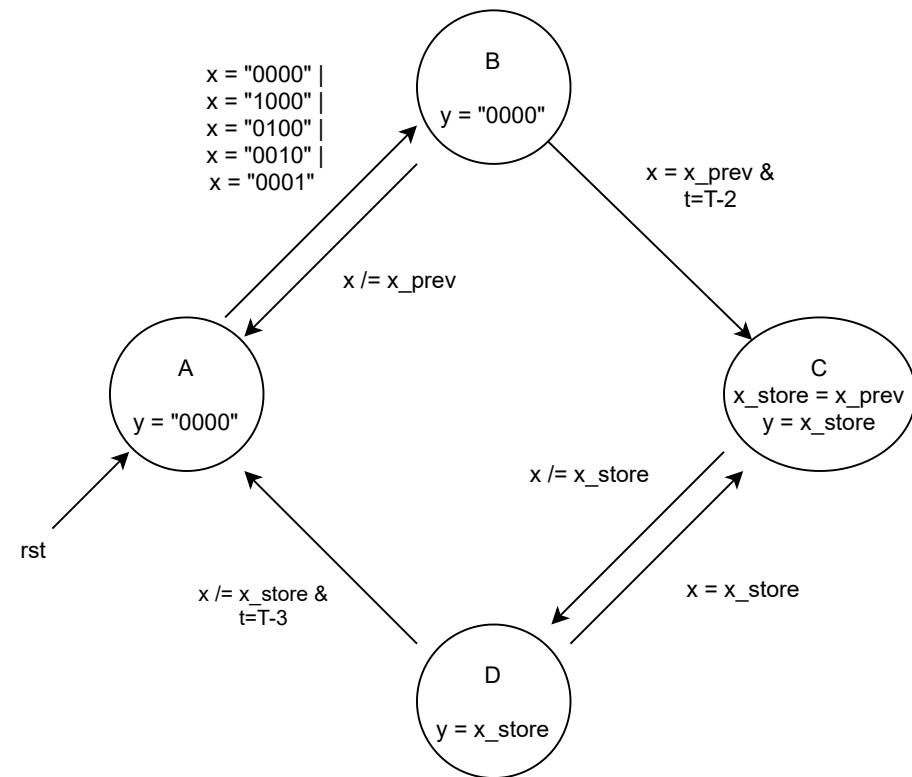 B
y = "0000"
x = "0000" |
x = "1000" |
x = "0100" |
x = "0010" |
x = "0001"
x = x_prev &
t=T-2
x /= x_prev
A
y = "0000"
C
x_store = x_prev
y = x_store
x /= x_store
rst
x /= x_store &
t=T-3
x = x_store
D
y = x_store